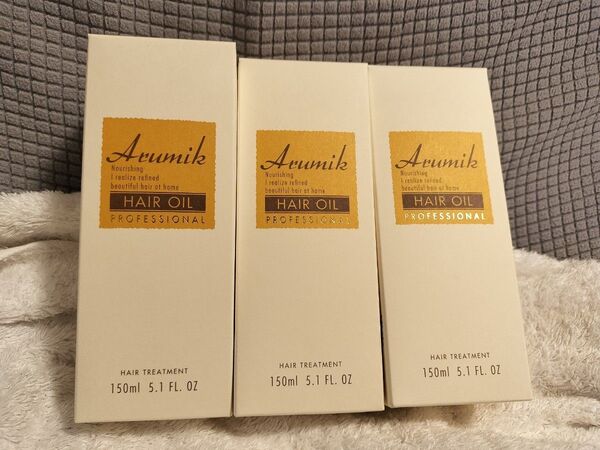 Arumik
Nourishing
I realize refined
beautiful hair at home
HAIR OIL
PROFESSIONAL
HAIR TREATMENT
150ml 5.1 FL. OZ
Arumik
Nourishing
I realize refined
beautiful hair at home
HAIR OIL
PROFESSIONAL
HAIR TREATMENT
150ml 5.1 FL. OZ
Arumik
Nourishing
I realize refined
beautiful hair at home
HAIR OIL
PROFESSIONAL
HAIR TREATMENT
150ml 5.1 FL. OZ